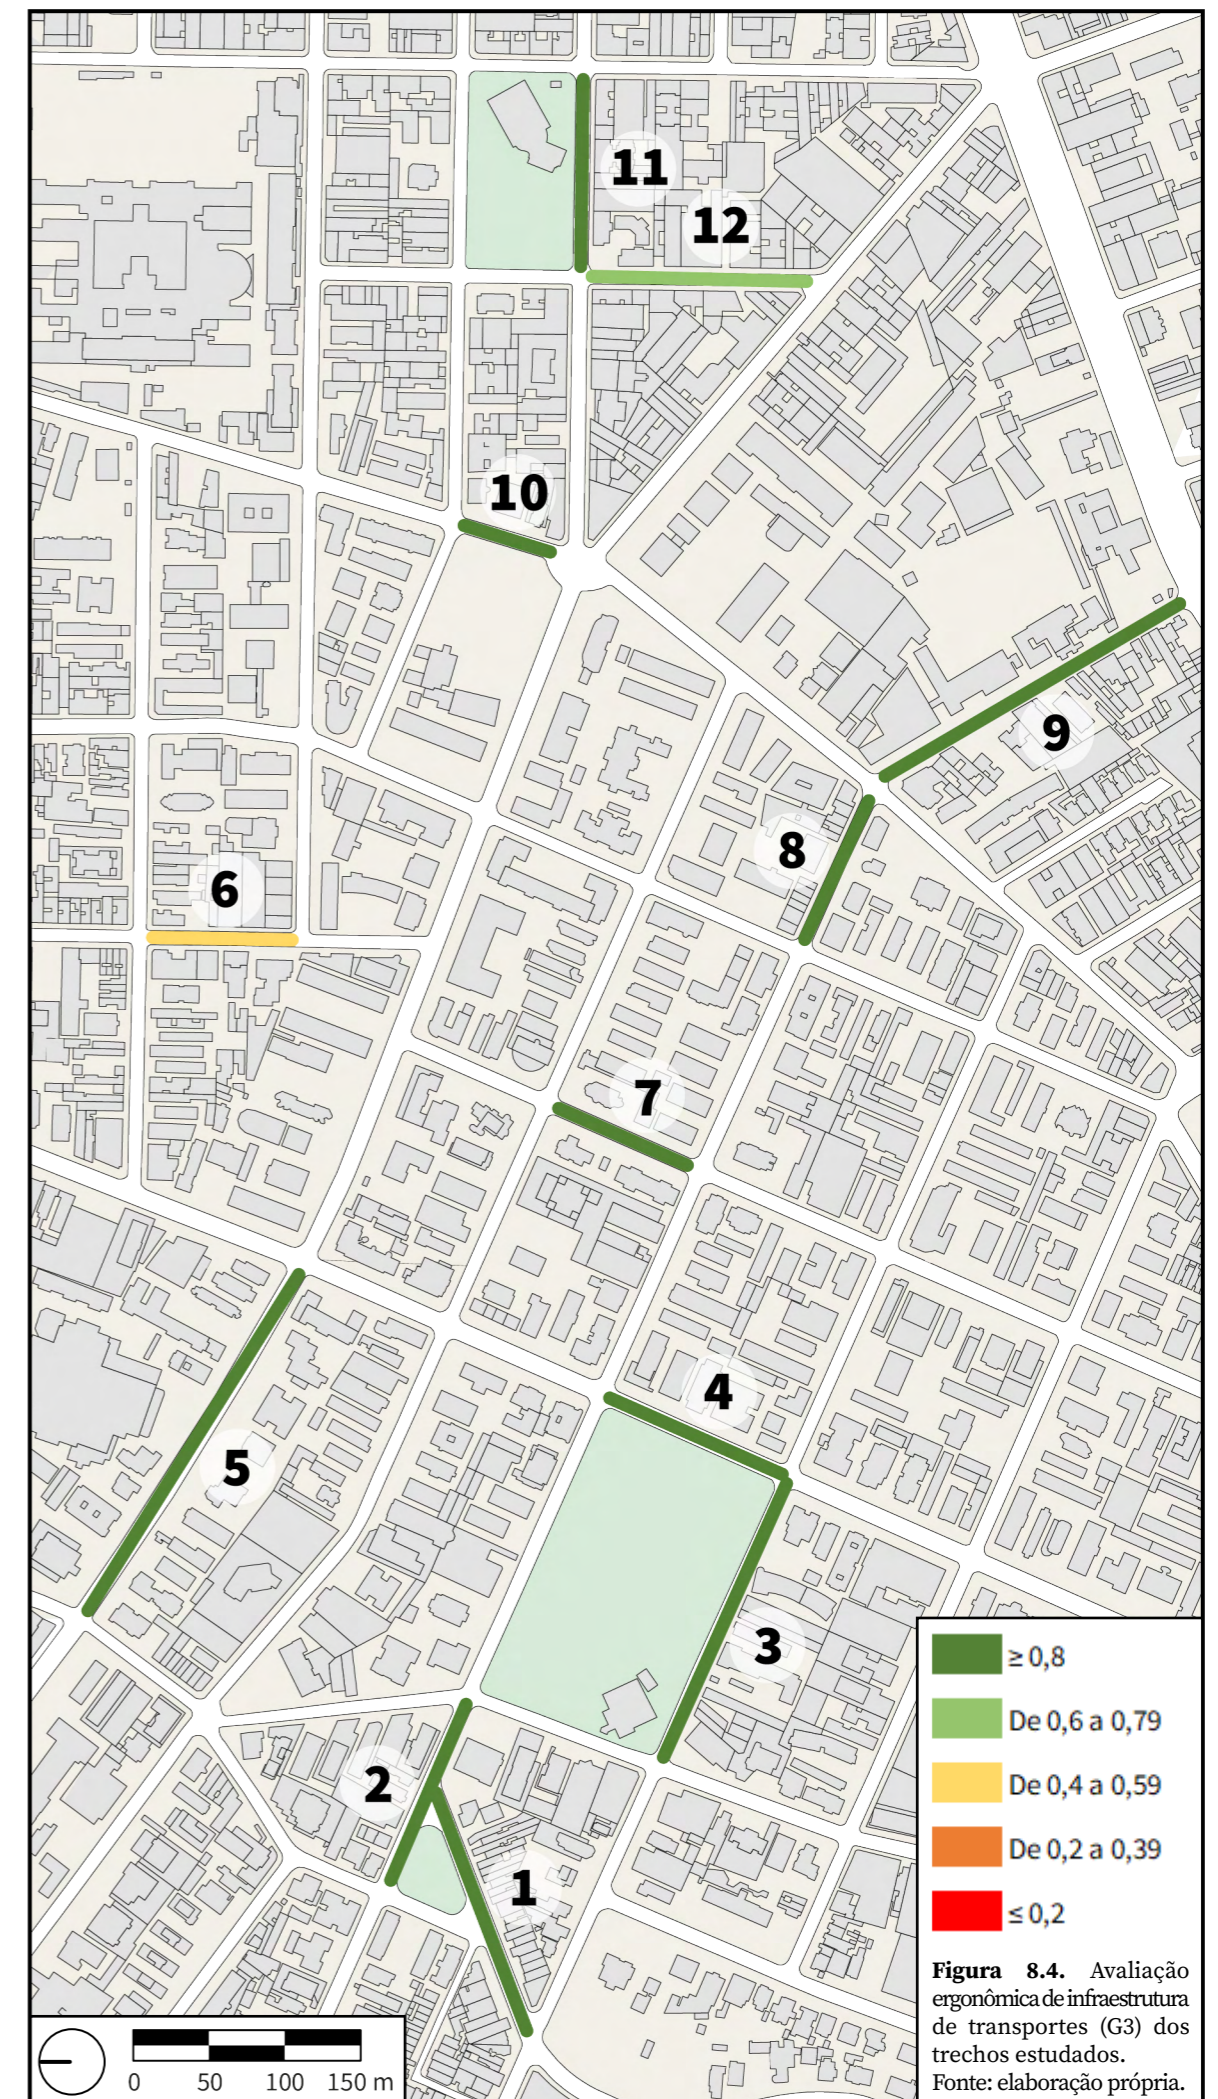 11
12
10
9
8
6
7
4
5
3
2
1
≥ 0,8
De 0,6 a 0,79
De 0,4 a 0,59
De 0,2 a 0,39
≤ 0,2
Figura 8.4. Avaliação
ergonômica de infraestrutura
de transportes (G3) dos
trechos estudados.
Fonte: elaboração própria.
0 50 100 150 m